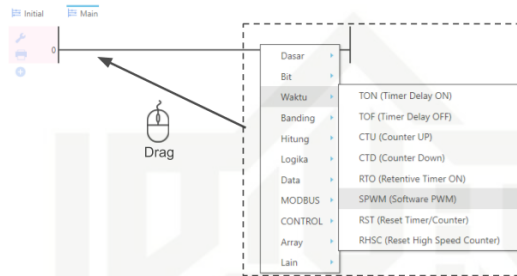 Initial
Main
0
Drag
Dasar
Bit
Waktu
Banding
Hitung
Logika
Data
MODBUS
CONTROL
Array
Lain
TON (Timer Delay ON)
TOF (Timer Delay OFF)
CTU (Counter UP)
CTD (Counter Down)
RTO (Retentive Timer ON)
SPWM (Software PWM)
RST (Reset Timer/Counter)
RHSC (Reset High Speed Counter)